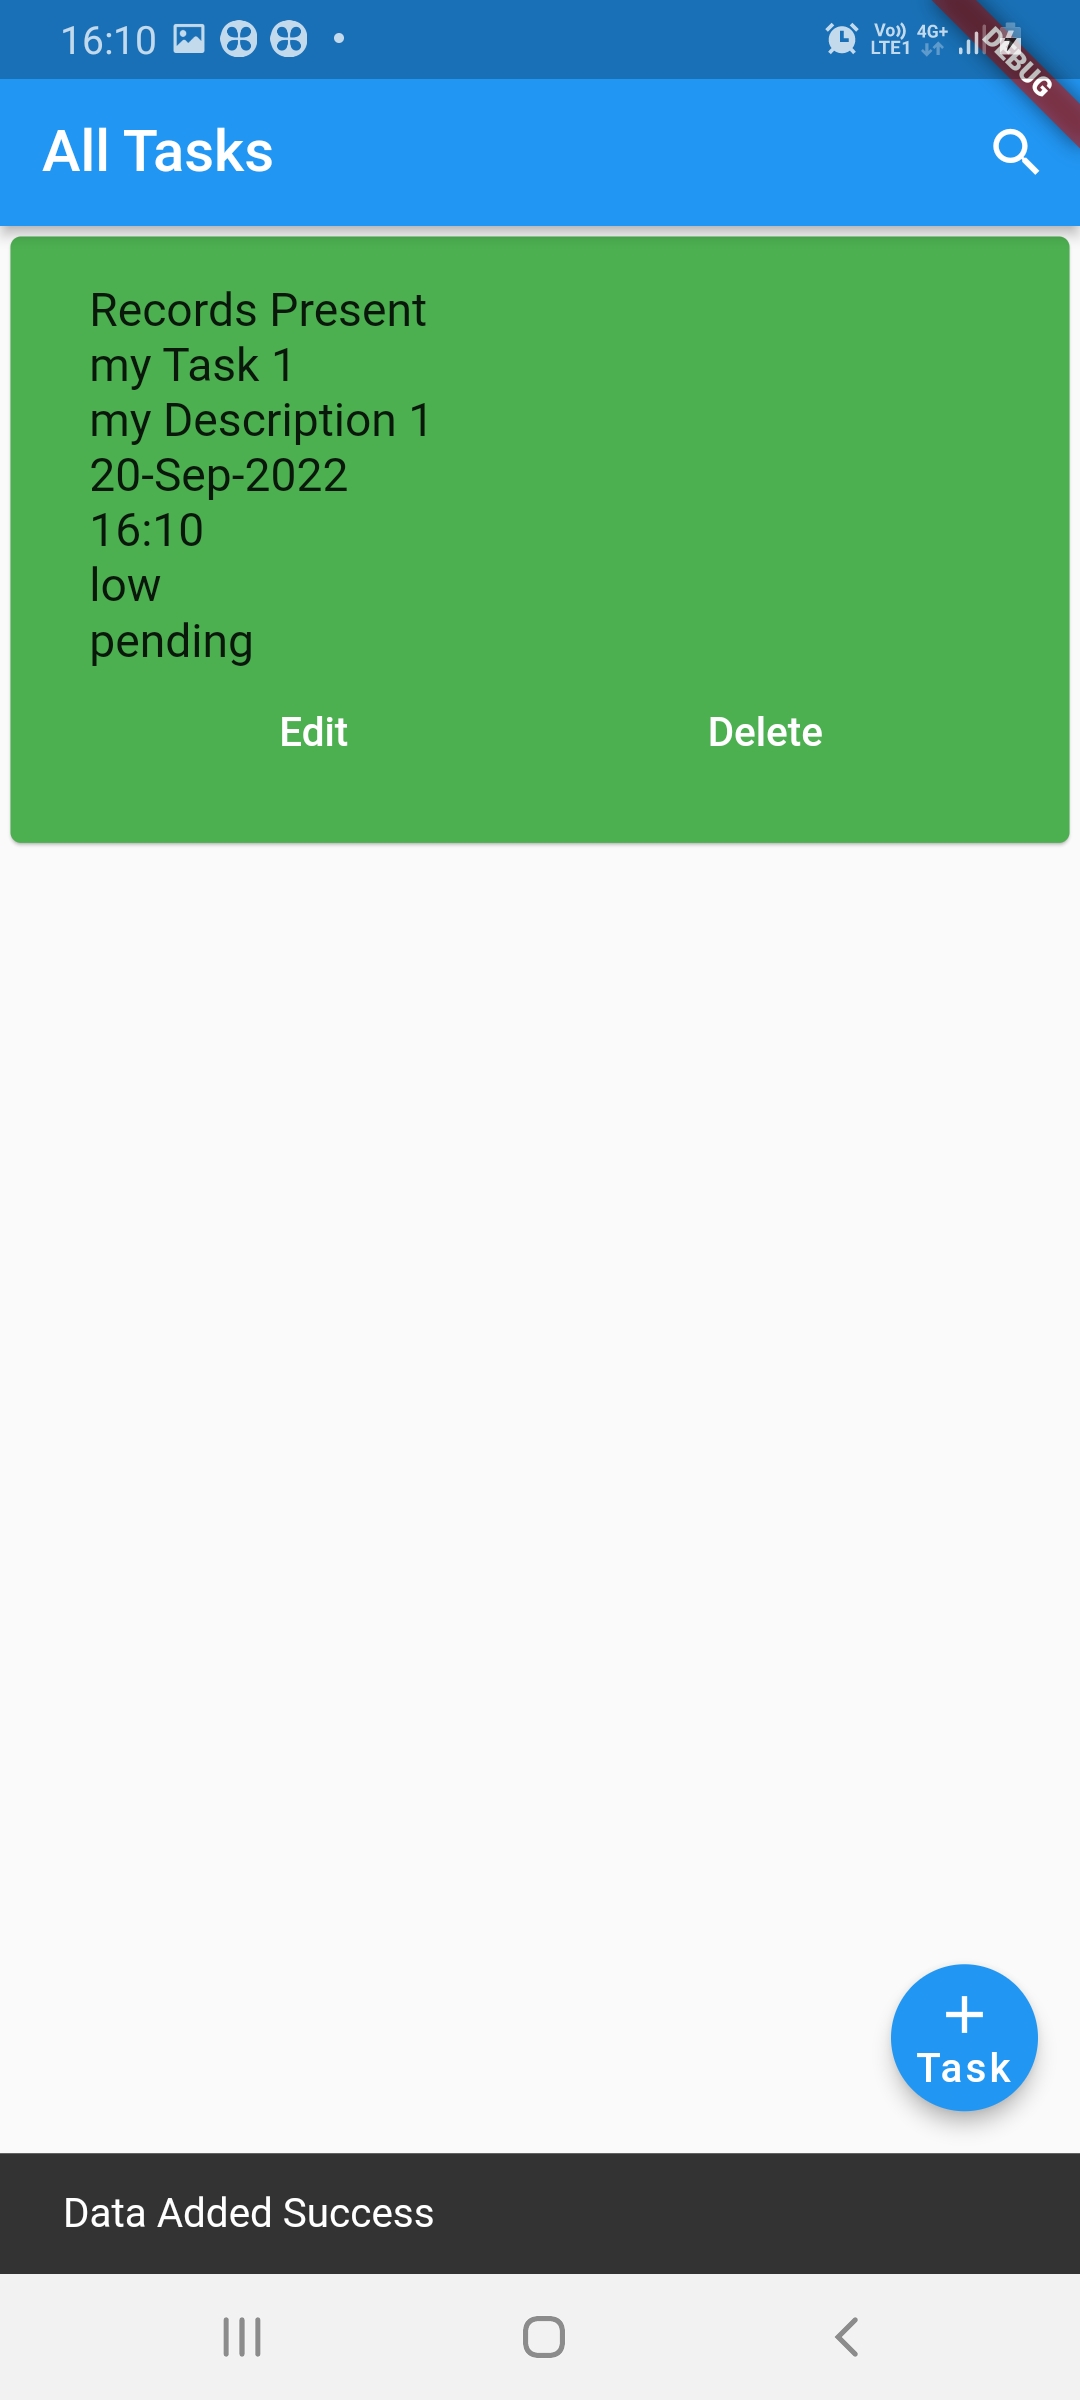 16:10
Vo))
LTE1
4G+
DEBUG
All Tasks
Records Present
my Task 1
my Description 1
20-Sep-2022
16:10
low
pending
Edit Delete
+
Task
Data Added Success